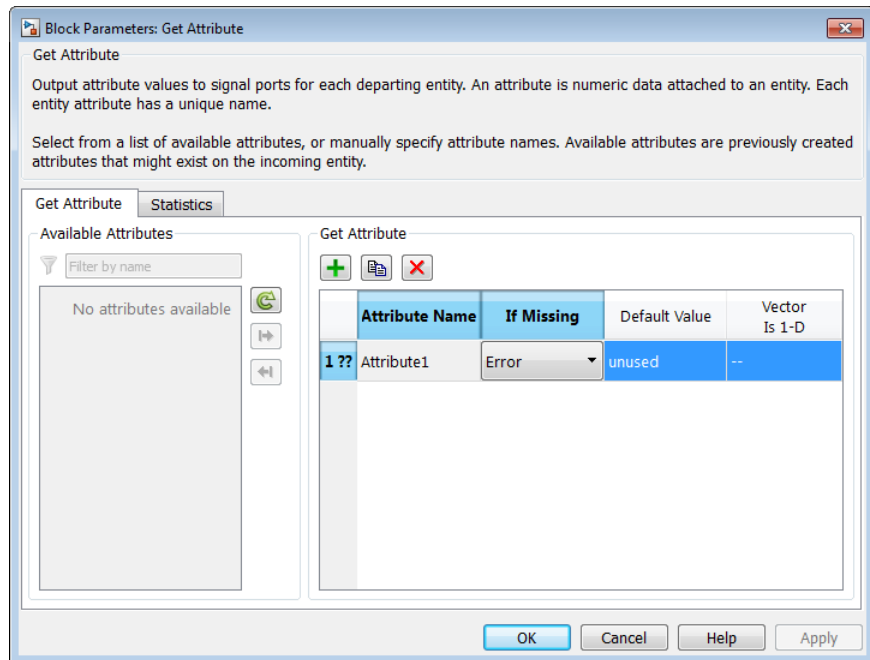 Block Parameters: Get Attribute
Get Attribute
Output attribute values to signal ports for each departing entity. An attribute is numeric data attached to an entity. Each
entity attribute has a unique name.
Select from a list of available attributes, or manually specify attribute names. Available attributes are previously created
attributes that might exist on the incoming entity.
Get Attribute Statistics
Available Attributes
Filter by name
No attributes available
Get Attribute
Attribute Name If Missing Default Value Vector
Is 1-D
1 ?? Attribute1 Error unused --
OK Cancel Help Apply